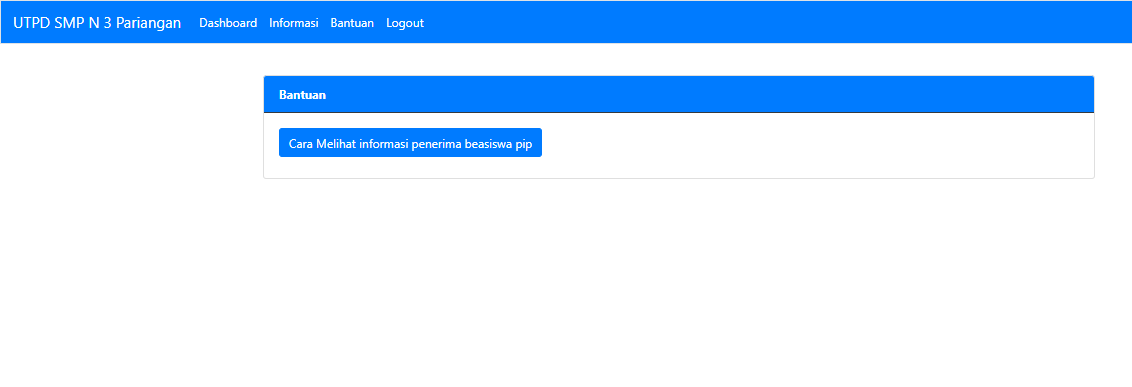 UTPD SMP N 3 Pariangan Dashboard Informasi Bantuan Logout
Bantuan
Cara Melihat informasi penerima beasiswa pip